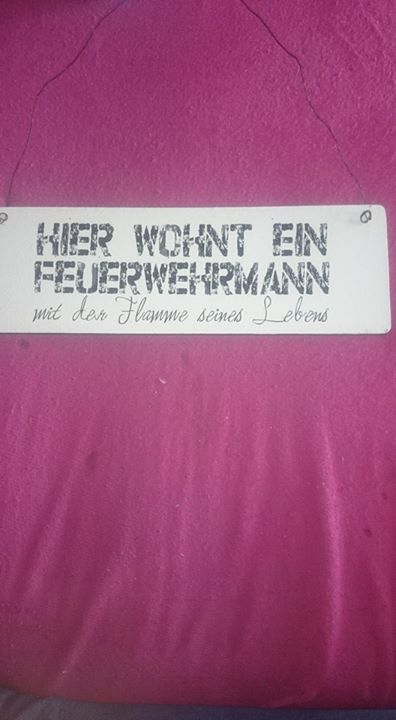 HIER WOHNT EIN
FEUERWEHRMANN
mit der Flamme seines Lebens